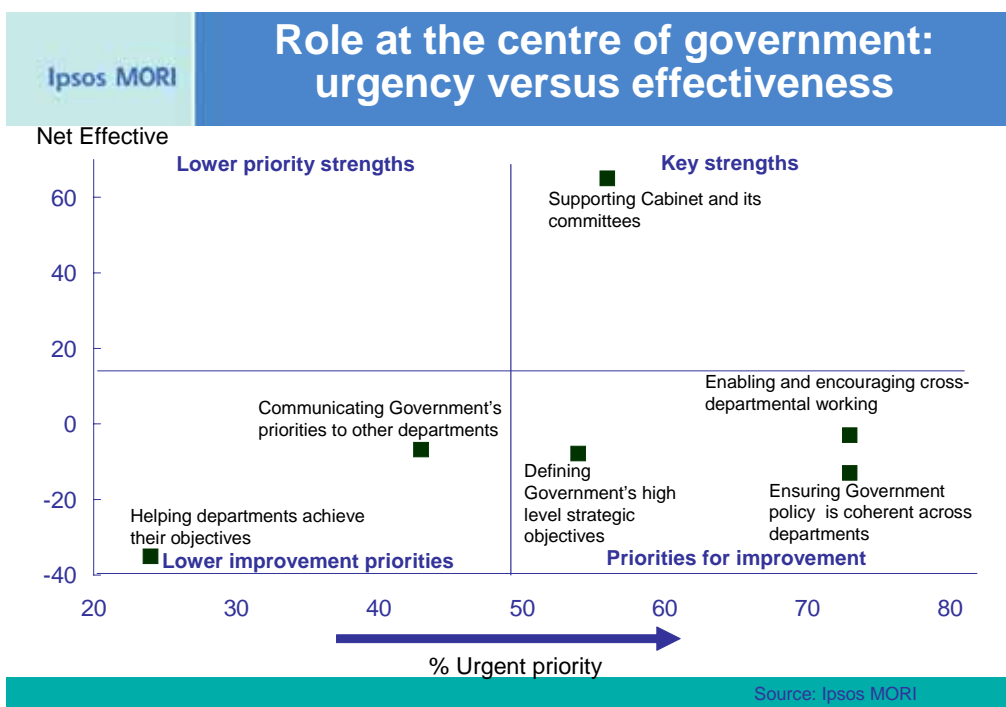 Ipsos MORI
Role at the centre of government:
urgency versus effectiveness
Net Effective
Lower priority strengths
Key strengths
60
Supporting Cabinet and its
committees
40
20
Enabling and encouraging cross-
departmental working
Communicating Government's
priorities to other departments
0
Defining
Government's high
level strategic
objectives
Ensuring Government
policy  is coherent across
departments
-20
Helping departments achieve
their objectives
Lower improvement priorities
Priorities for improvement
-40
20
30
40
50
60
70
80
% Urgent priority
Source: Ipsos MORI